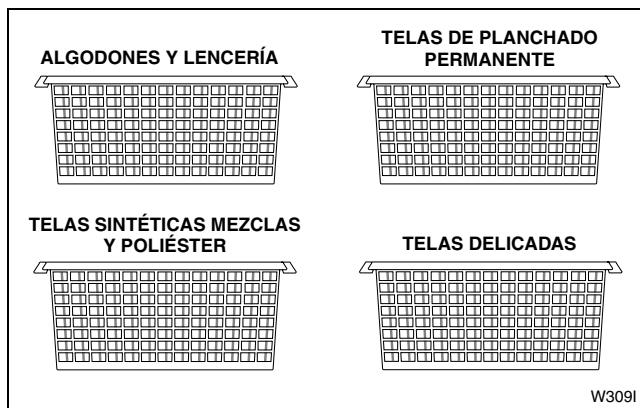 ALGODONES Y LENCERÍA
TELAS DE PLANCHADO
PERMANENTE
TELAS SINTÉTICAS MEZCLAS
Y POLIÉSTER
TELAS DELICADAS
W309I